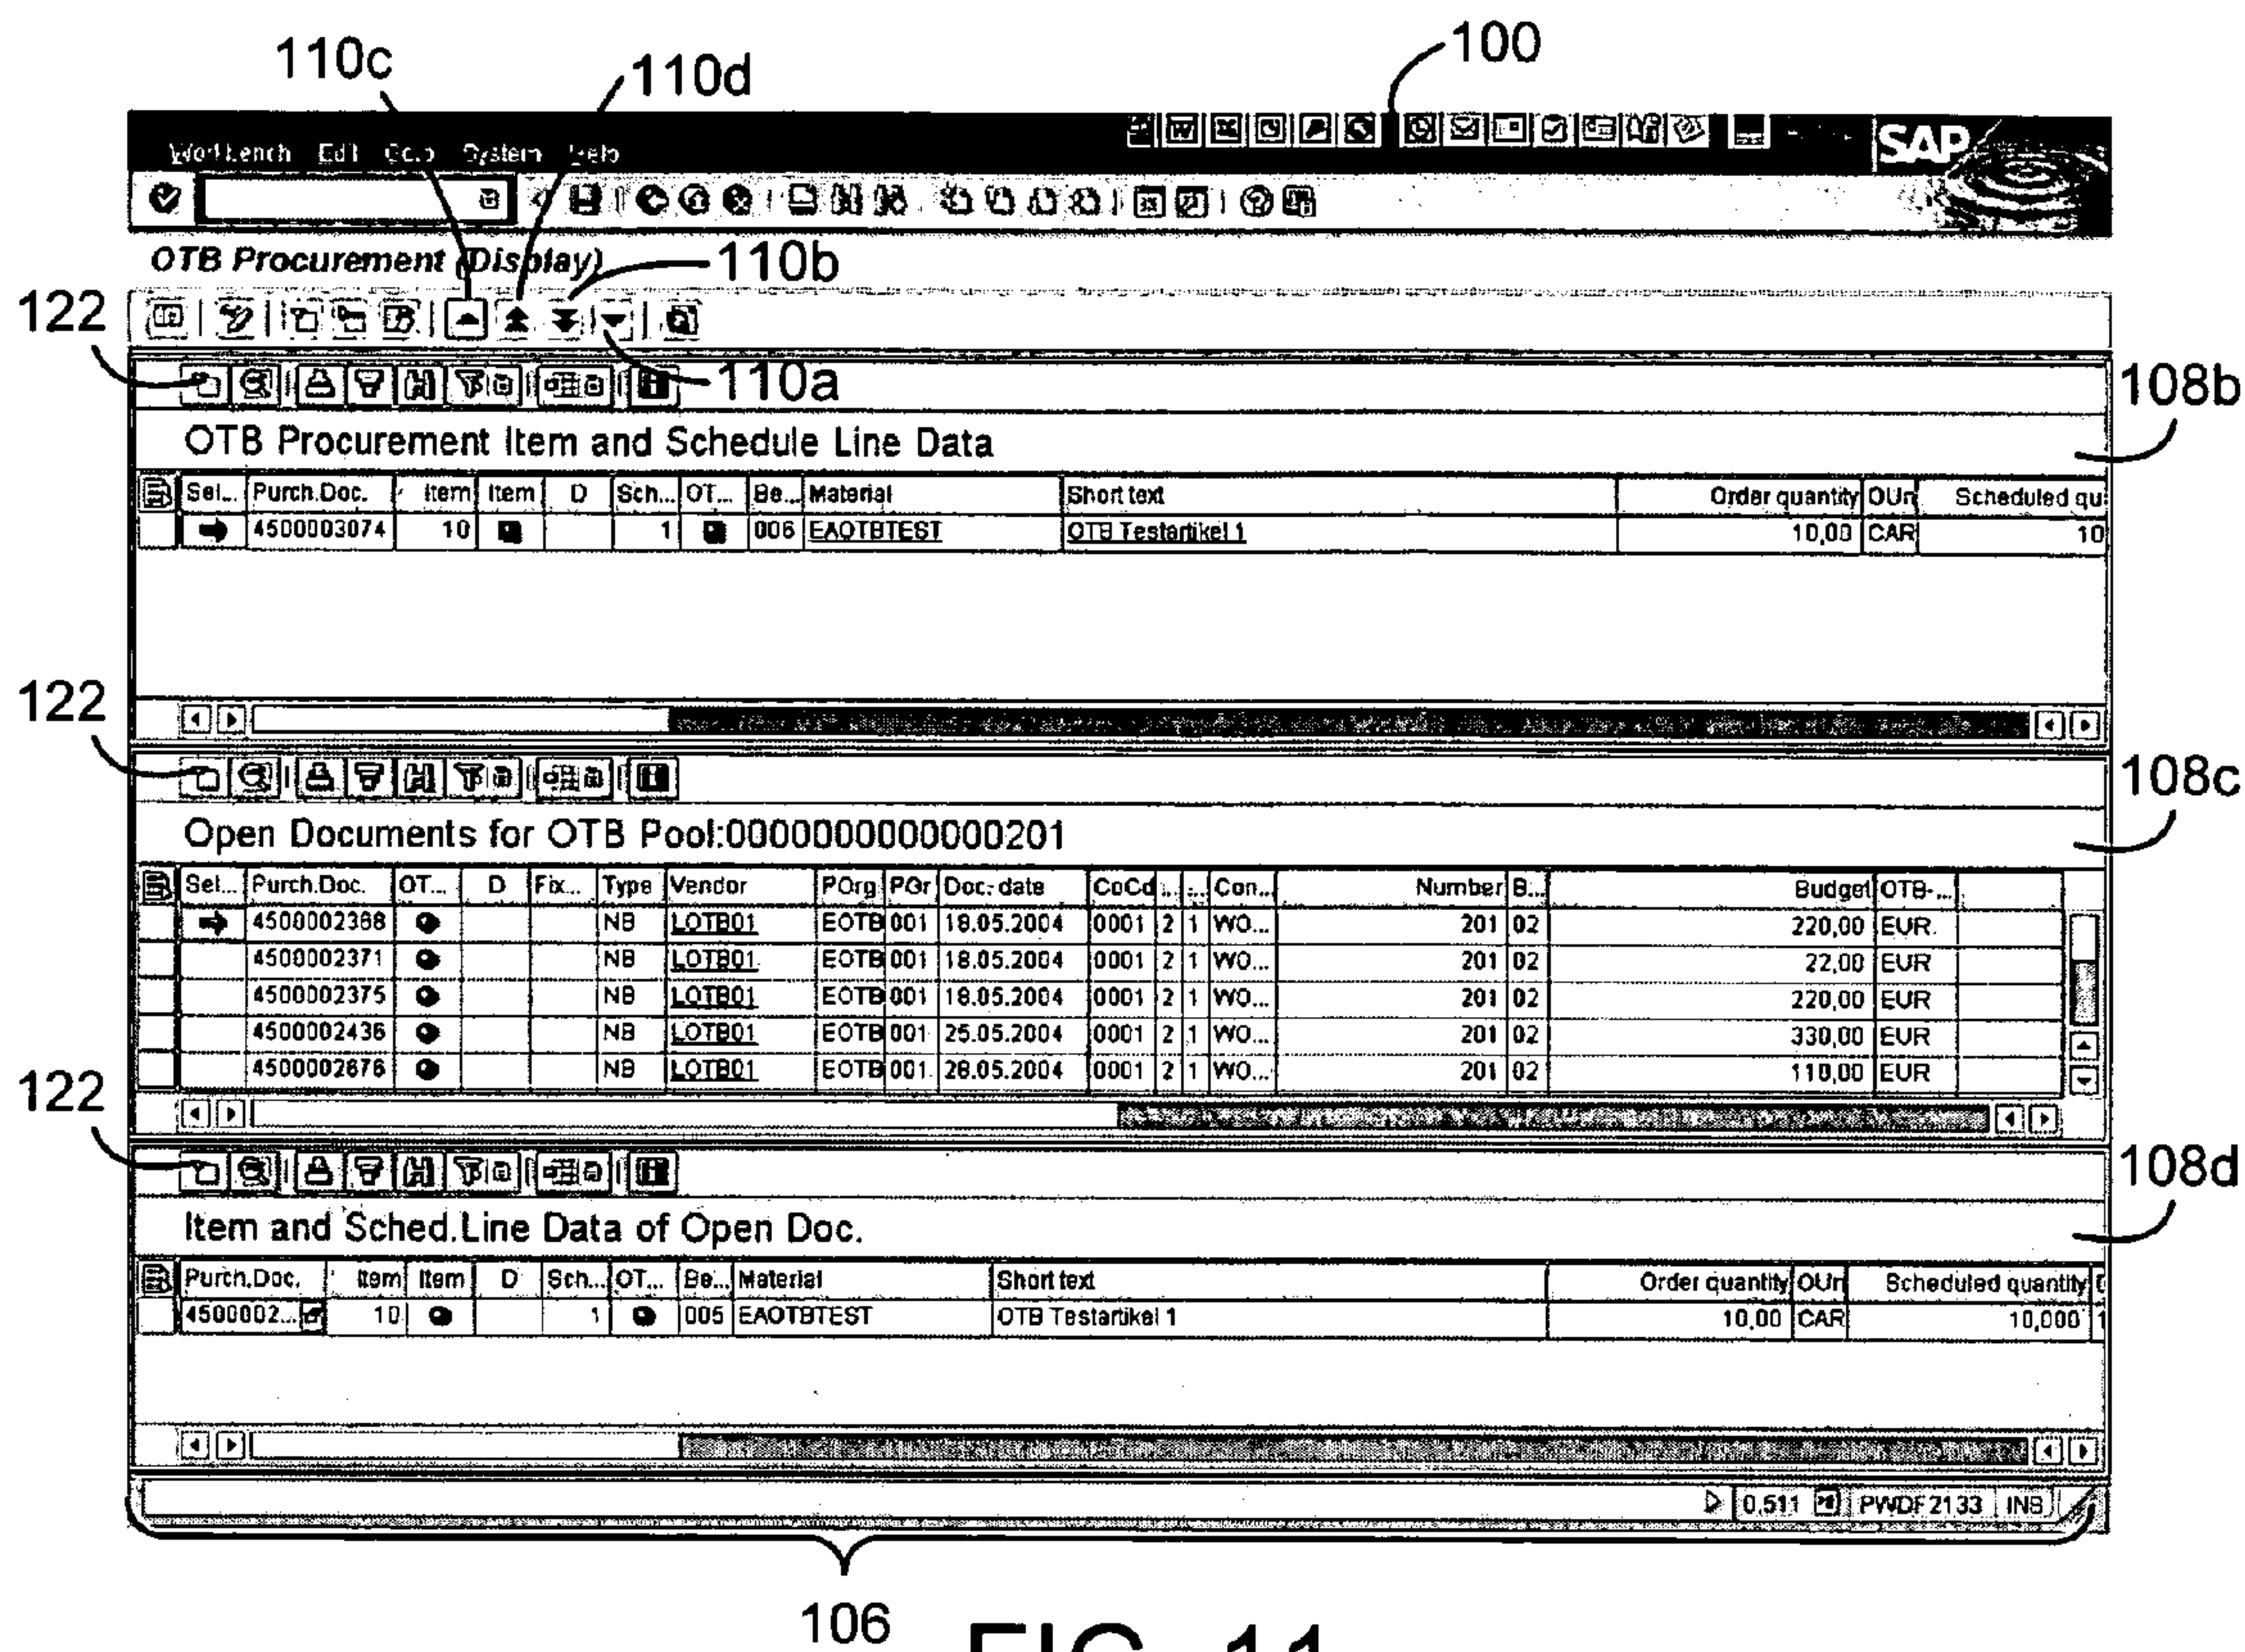 110c
110d
100
Workbench Edit Goto System Help
SAP
OTB Procurement (Display)
110b
122
110a
108b
OTB Procurement Item and Schedule Line Data
Sel... Purch.Doc. Item Item D Sch... OT... Be... Material Short text Order quantity OUn Scheduled qu
4500003074 10 1 006 EAOTBTEST OTB Testartikel 1 10,00 CAR 10
122
108c
Open Documents for OTB Pool:0000000000000201
Sel... Purch.Doc. OT... D Fix... Type Vendor POrg PGr Doc. date CoCd ... ... Con... Number B... Budget OTB-...
4500002368 NB LOTB01 EOTB 001 18.05.2004 0001 2 1 WO... 201 02 220,00 EUR
4500002371 NB LOTB01 EOTB 001 18.05.2004 0001 2 1 WO... 201 02 22,00 EUR
4500002375 NB LOTB01 EOTB 001 18.05.2004 0001 2 1 WO... 201 02 220,00 EUR
4500002436 NB LOTB01 EOTB 001 25.05.2004 0001 2 1 WO... 201 02 330,00 EUR
4500002876 NB LOTB01 EOTB 001 28.05.2004 0001 2 1 WO... 201 02 110,00 EUR
122
108d
Item and Sched.Line Data of Open Doc.
Purch.Doc. Item Item D Sch... OT... Be... Material Short text Order quantity OUn Scheduled quantity
4500002... 10 1 005 EAOTBTEST OTB Testartikel 1 10,00 CAR 10,000 1
0,511 PWDF2133 INS
106
FIG. 11